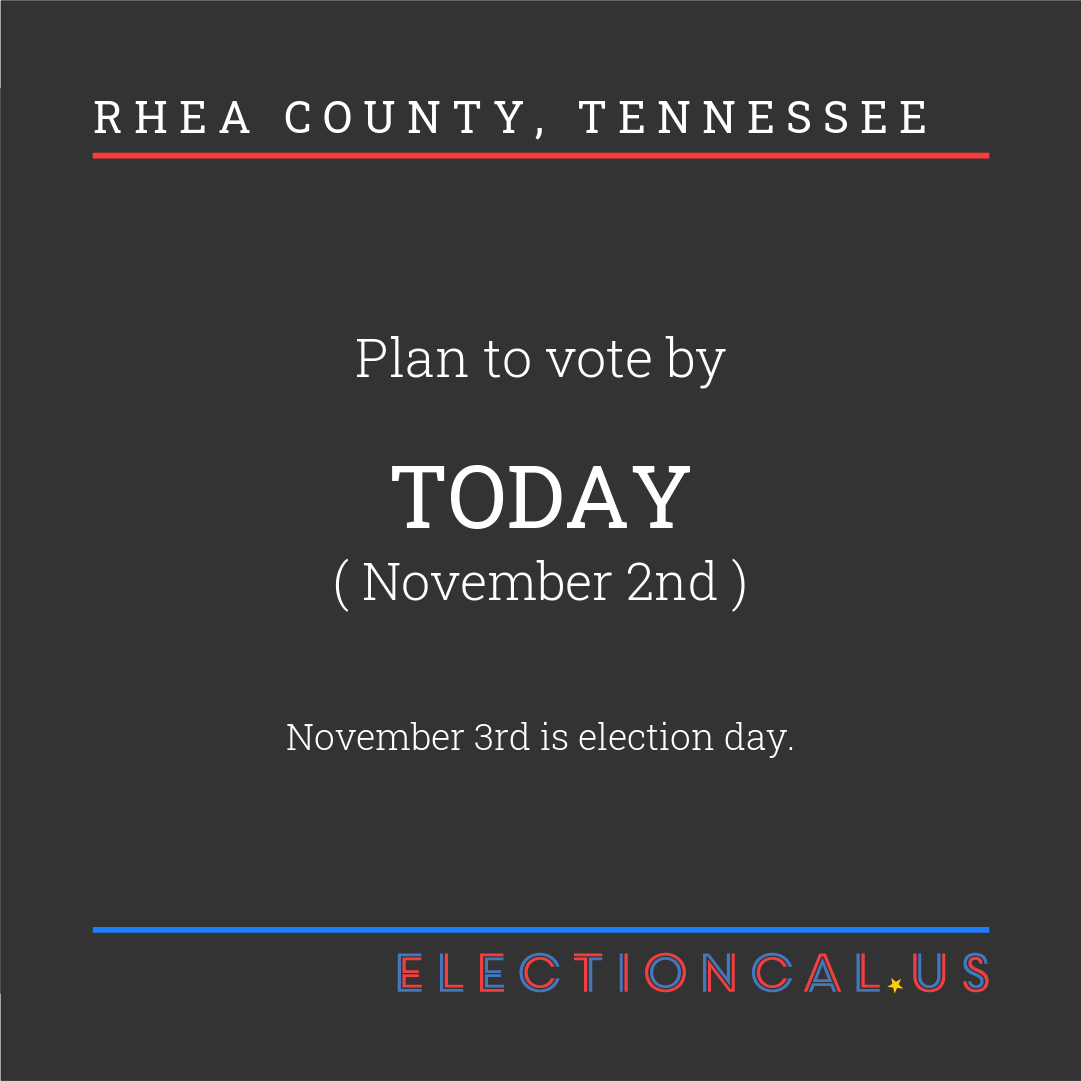 RHEA COUNTY, TENNESSEE
Plan to vote by
TODAY
( November 2nd )
November 3rd is election day.
ELECTIONCAL.US